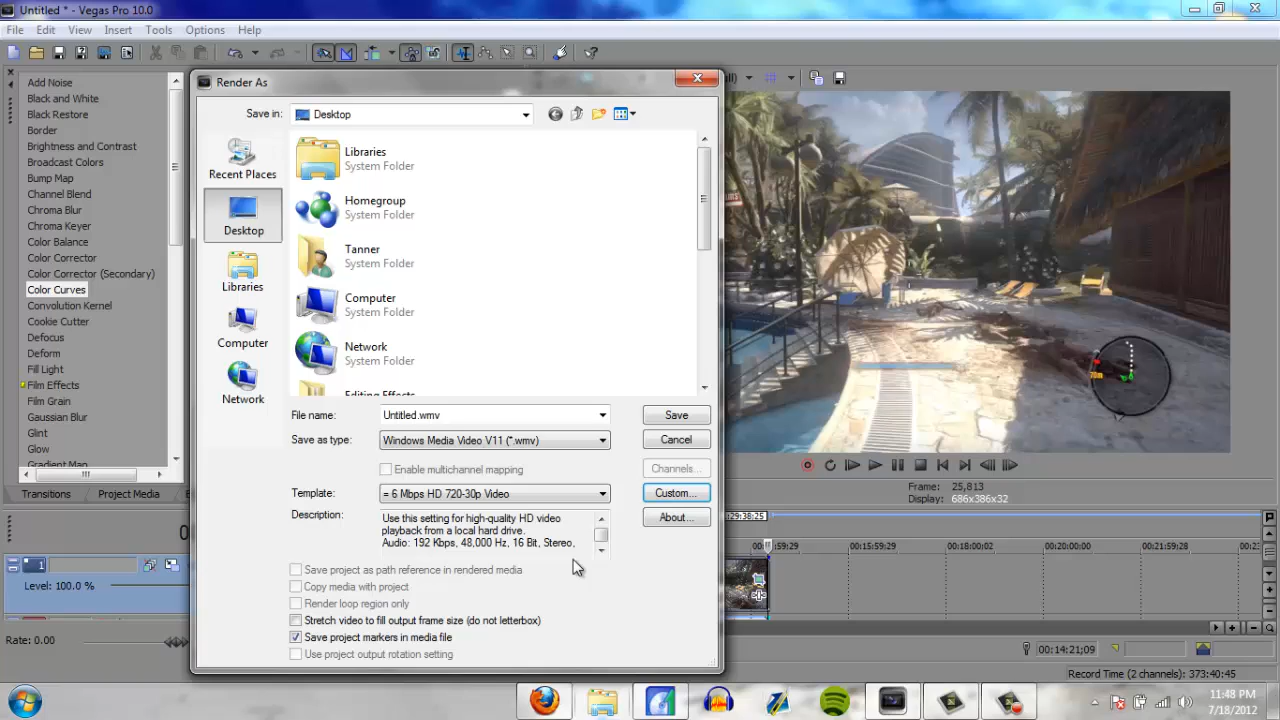 Untitled * - Vegas Pro 10.0
File Edit View Insert Tools Options Help
Add Noise
Black and White
Black Restore
Border
Brightness and Contrast
Broadcast Colors
Bump Map
Channel Blend
Chroma Blur
Chroma Keyer
Color Balance
Color Corrector
Color Corrector (Secondary)
Color Curves
Convolution Kernel
Cookie Cutter
Defocus
Deform
Fill Light
Film Effects
Film Grain
Gaussian Blur
Glint
Transitions Project Media
Render As
Save in: Desktop
Recent Places
Desktop
Libraries
Computer
Network
Libraries
System Folder
Homegroup
System Folder
Tanner
System Folder
Computer
System Folder
Network
System Folder
Editing Effects
File name: Untitled.wmv Save
Save as type: Windows Media Video V11 (*.wmv) Cancel
Enable multichannel mapping Channels...
Template: = 6 Mbps HD 720-30p Video Custom...
Description: Use this setting for high-quality HD video
playback from a local hard drive.
Audio: 192 Kbps, 48,000 Hz, 16 Bit, Stereo,
About...
Save project as path reference in rendered media
Copy media with project
Render loop region only
Stretch video to fill output frame size (do not letterbox)
Save project markers in media file
Use project output rotation setting
Frame: 25,813
Display: 686x386x32
00:15:59:29 00:18:00:02 00:20:00:00 00:21:59:28
1
Level: 100.0 %
Rate: 0.00
00:14:21;09
Record Time (2 channels): 373:40:45
11:48 PM
7/18/2012